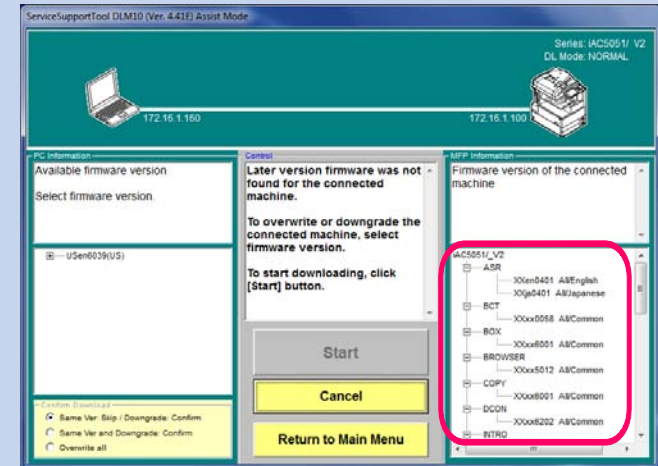 ServiceSupportTool DLM10 (Ver. 4.41E) Assist Mode
Series: iAC5051/ V2
DL Mode: NORMAL
172.16.1.160
172.16.1.100
PC Information
Available firmware version
Select firmware version.
USen6039(US)
Confirm Download
Same Ver: Skip / Downgrade: Confirm
Same Ver and Downgrade: Confirm
Overwrite all
Control
Later version firmware was not
found for the connected
machine.
To overwrite or downgrade the
connected machine, select
firmware version.
To start downloading, click
[Start] button.
Start
Cancel
Return to Main Menu
MFP Information
Firmware version of the connected
machine
iAC5051/_V2
ASR
XXen0401 All/English
XXja0401 All/Japanese
BCT
XXxx0058 All/Common
BOX
XXxx6001 All/Common
BROWSER
XXxx5012 All/Common
COPY
XXxx6001 All/Common
DCON
XXxx6202 All/Common
INTRO